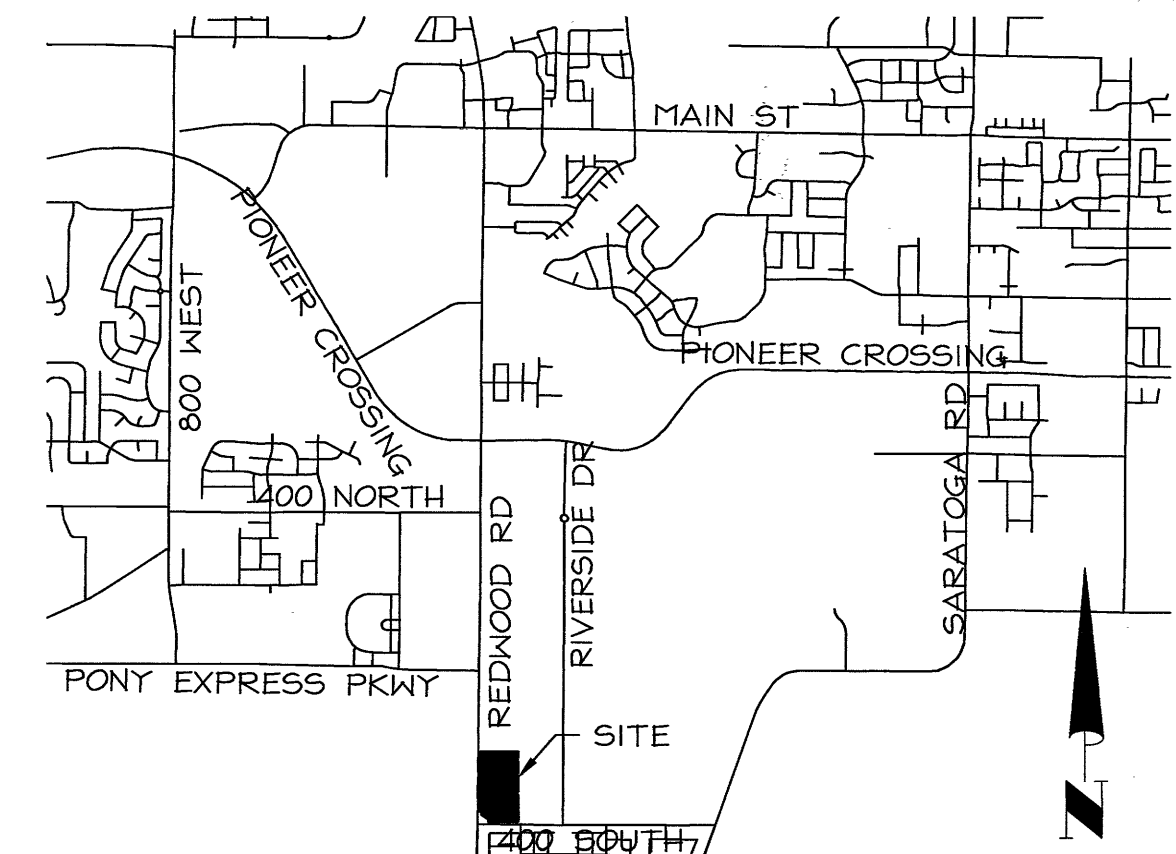 MAIN ST
PIONEER CROSSING
800 WEST
PIONEER CROSSING
400 NORTH
REDWOOD RD
RIVERSIDE DR
SARATOGA RD
PONY EXPRESS PKWY
SITE
400 SOUTH
N